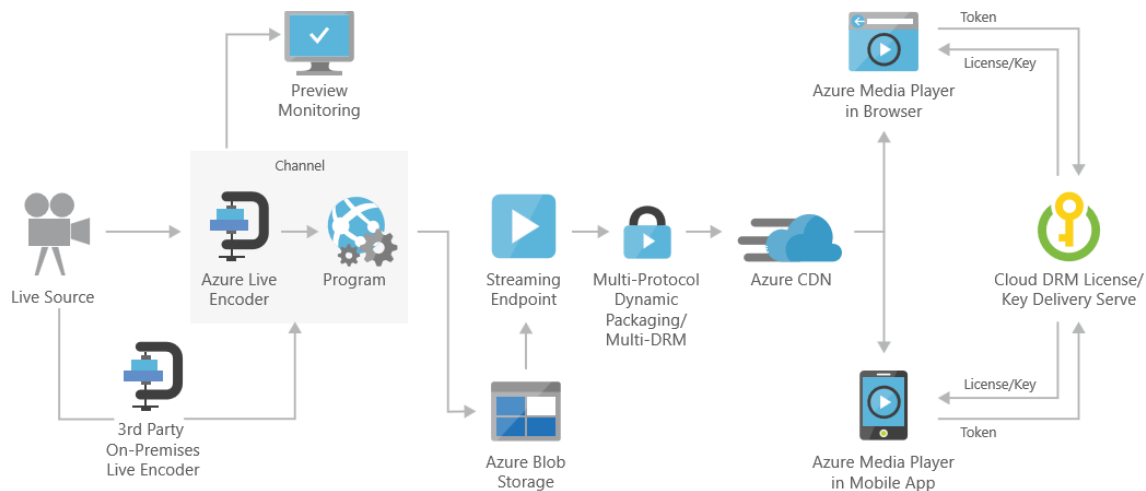 Preview
Monitoring
Channel
Live Source
Azure Live
Encoder
Program
3rd Party
On-Premises
Live Encoder
Azure Blob
Storage
Streaming
Endpoint
Multi-Protocol
Dynamic
Packaging/
Multi-DRM
Azure CDN
Azure Media Player
in Browser
Token
License/Key
Cloud DRM License/
Key Delivery Serve
License/Key
Token
Azure Media Player
in Mobile App